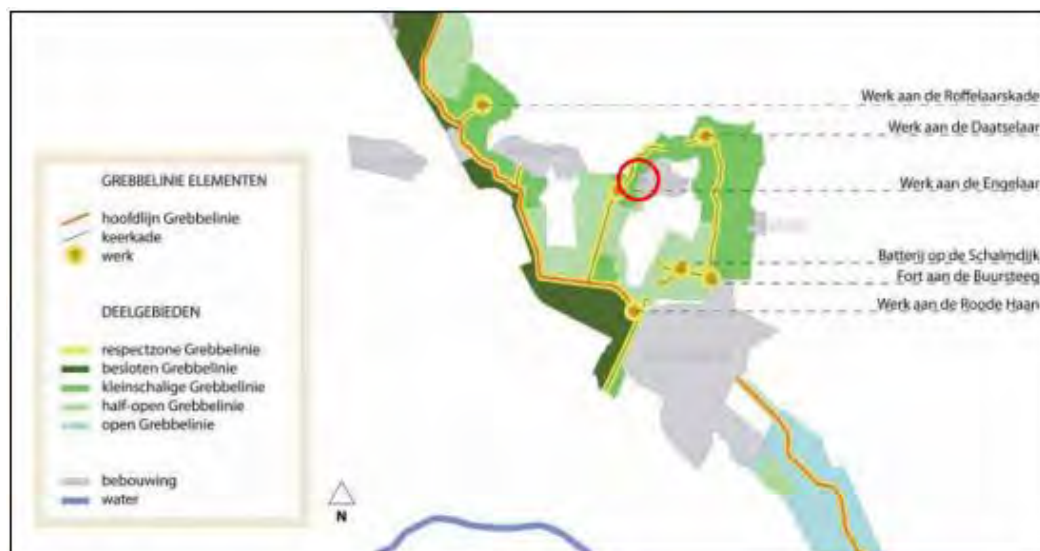 GREBBELINIE ELEMENTEN
hoofdlijn Grebbelinie
keerkade
werk
DEELGEBIEDEN
respectzone Grebbelinie
besloten Grebbelinie
kleinschalige Grebbelinie
half-open Grebbelinie
open Grebbelinie
bebouwing
water
N
Werk aan de Roffelaarskade
Werk aan de Daatselaar
Werk aan de Engelaar
Batterij op de Schalmdijk
Fort aan de Buursteeg
Werk aan de Roode Haan